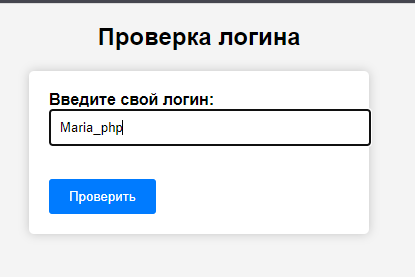 Проверка логина
Введите свой логин:
Maria_php
Проверить